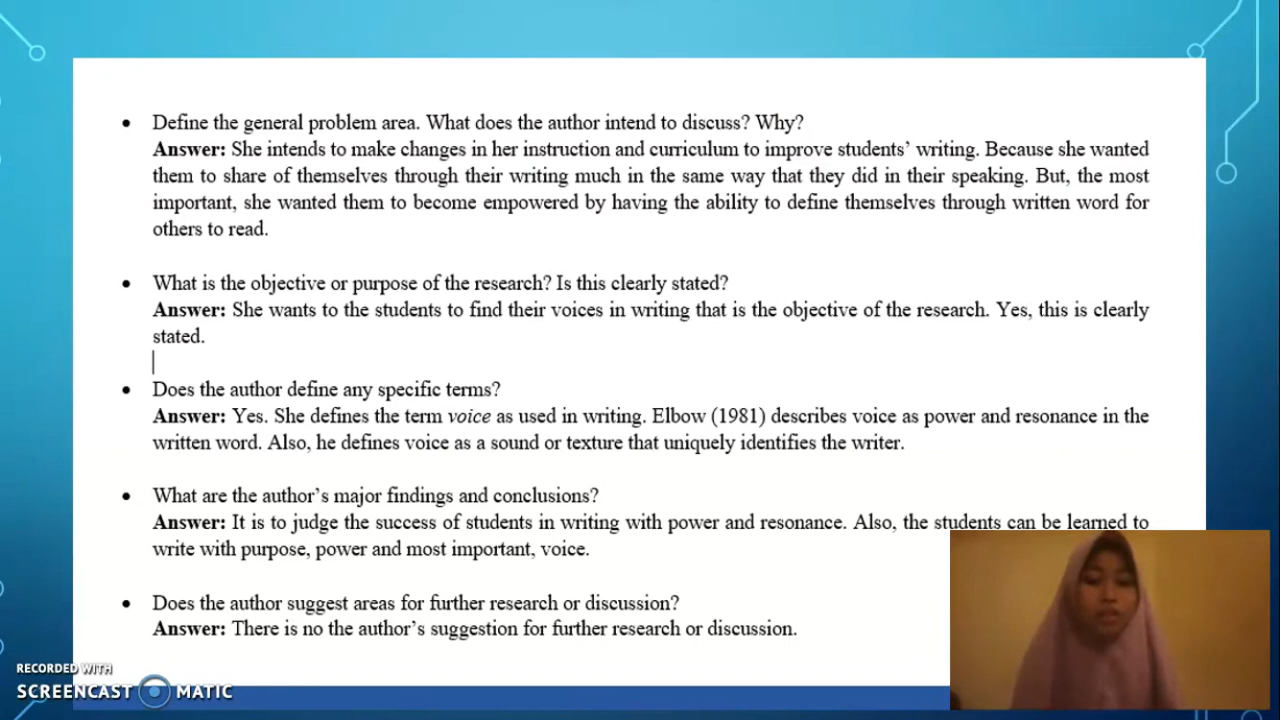 Define the general problem area. What does the author intend to discuss? Why?
Answer: She intends to make changes in her instruction and curriculum to improve students’ writing. Because she wanted
them to share of themselves through their writing much in the same way that they did in their speaking. But, the most
important, she wanted them to become empowered by having the ability to define themselves through written word for
others to read.
What is the objective or purpose of the research? Is this clearly stated?
Answer: She wants to the students to find their voices in writing that is the objective of the research. Yes, this is clearly
stated.
Does the author define any specific terms?
Answer: Yes. She defines the term voice as used in writing. Elbow (1981) describes voice as power and resonance in the
written word. Also, he defines voice as a sound or texture that uniquely identifies the writer.
What are the author’s major findings and conclusions?
Answer: It is to judge the success of students in writing with power and resonance. Also, the students can be learned to
write with purpose, power and most important, voice.
Does the author suggest areas for further research or discussion?
Answer: There is no the author’s suggestion for further research or discussion.
RECORDED WITH
SCREENCAST MATIC